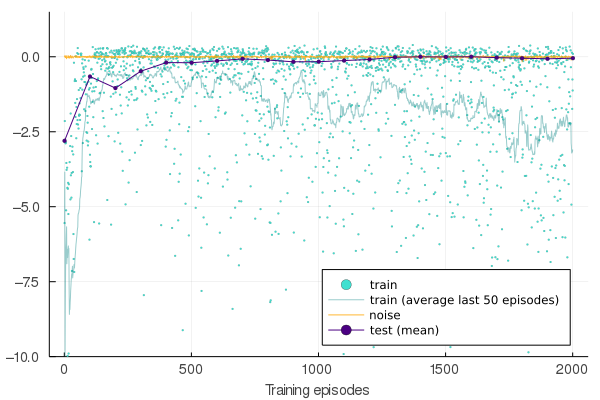 0.0
−2.5
−5.0
−7.5
−10.0
0
500
1000
1500
2000
Training episodes
train
train (average last 50 episodes)
noise
test (mean)